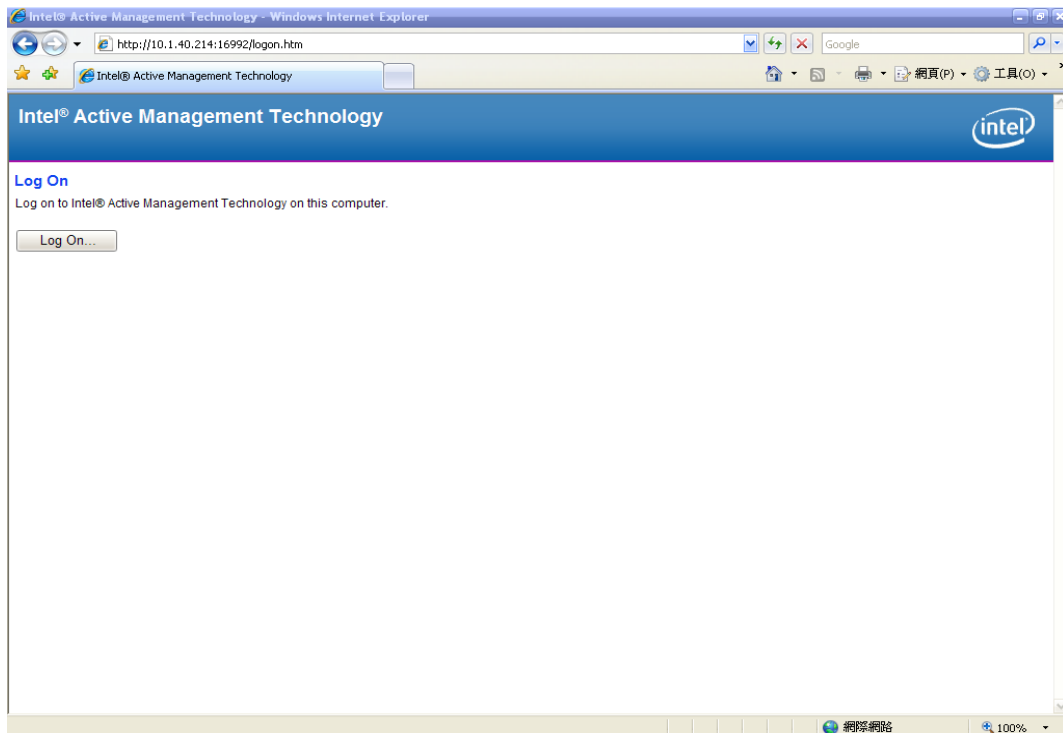 Intel® Active Management Technology - Windows Internet Explorer
http://10.1.40.214:16992/logon.htm
Google
Intel® Active Management Technology
網頁(P)
工具(O)
Intel® Active Management Technology
intel
Log On
Log on to Intel® Active Management Technology on this computer.
Log On...
網際網路
100%